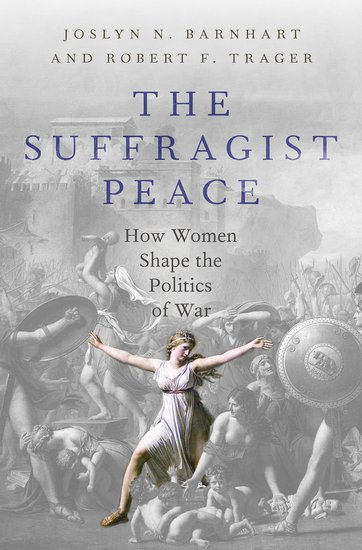 JOSLYN N. BARNHART
AND ROBERT F. TRAGER
THE
SUFFRAGIST
PEACE
How Women
Shape the
Politics
of War